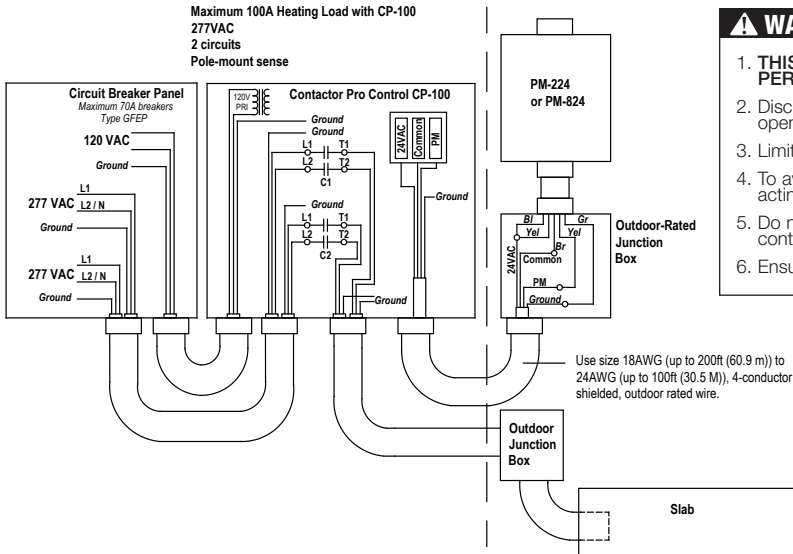 Maximum 100A Heating Load with CP-100
277VAC
2 circuits
Pole-mount sense
Circuit Breaker Panel
Maximum 70A breakers
Type GFEP
120 VAC
Ground
L1
277 VAC L2 / N
Ground
L1
277 VAC L2 / N
Ground
120V
PRI
Contactor Pro Control CP-100
Ground
Ground
L1 T1
L2 T2
C1
Ground
L1 T1
L2 T2
C2
Ground
24VAC
Common
PM
Ground
PM-224
or PM-824
Bl Gr
Yel Yel
Br
24VAC
Common
PM
Ground
Outdoor-Rated
Junction
Box
Use size 18AWG (up to 200ft (60.9 m)) to
24AWG (up to 100ft (30.5 M)), 4-conductor
shielded, outdoor rated wire.
Outdoor
Junction
Box
Slab
1. THIS
PER
2. Disc
oper
3. Limit
4. To av
actin
5. Do n
cont
6. Ensu